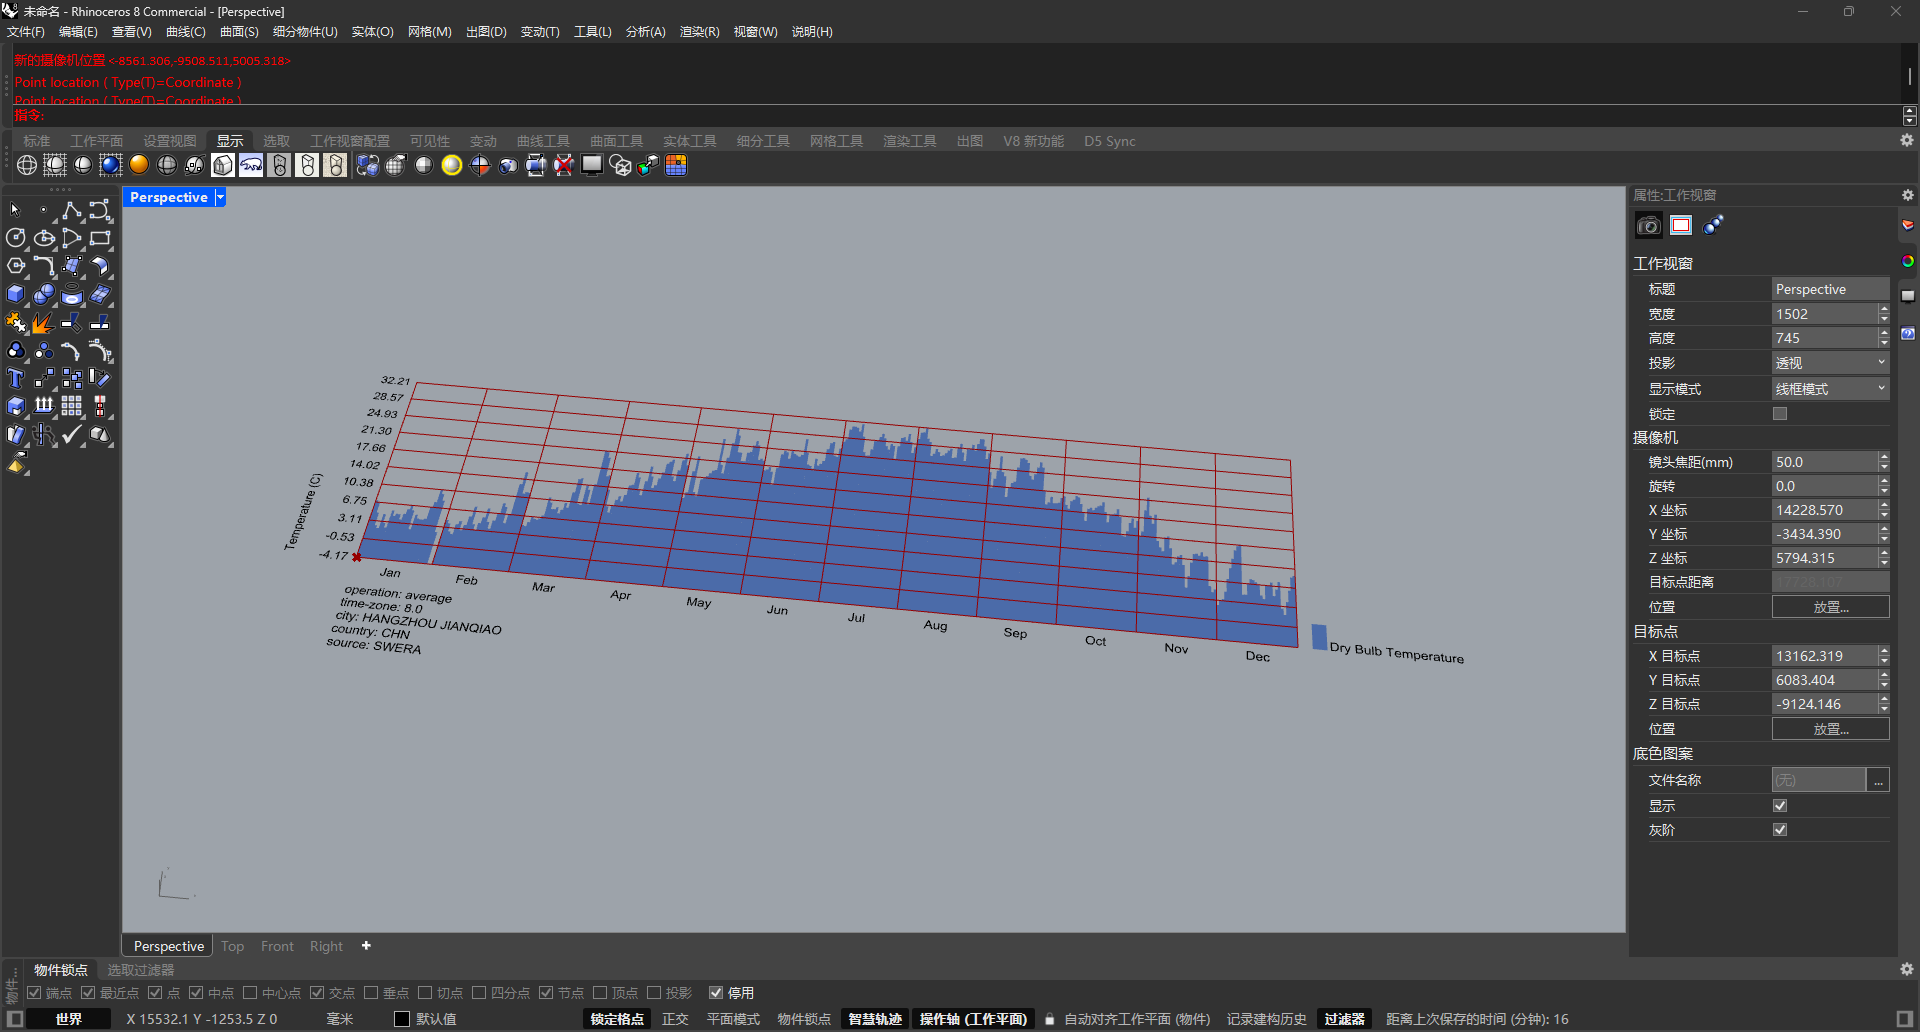 未命名 - Rhinoceros 8 Commercial - [Perspective]
文件(F) 编辑(E) 查看(V) 曲线(C) 曲面(S) 细分物件(U) 实体(O) 网格(M) 出图(D) 变动(T) 工具(L) 分析(A) 渲染(R) 视窗(W) 说明(H)
新的摄像机位置 <-8561.306,-9508.511,5005.318>
Point location ( Type(T)=Coordinate )
Point location ( Type(T)=Coordinate )
指令:
标准 工作平面 设置视图 显示 选取 工作视窗配置 可见性 变动 曲线工具 曲面工具 实体工具 细分工具 网格工具 渲染工具 出图 V8 新功能 D5 Sync
Perspective
32.21
28.57
24.93
21.30
17.66
14.02
10.38
6.75
3.11
-0.53
-4.17
Temperature (C)
Jan
Feb
Mar
Apr
May
Jun
Jul
Aug
Sep
Oct
Nov
Dec
operation: average
time-zone: 8.0
city: HANGZHOU JIANQIAO
country: CHN
source: SWERA
Dry Bulb Temperature
属性:工作视窗
工作视窗
标题 Perspective
宽度 1502
高度 745
投影 透视
显示模式 线框模式
锁定
摄像机
镜头焦距(mm) 50.0
旋转 0.0
X 坐标 14228.570
Y 坐标 -3434.390
Z 坐标 5794.315
目标点距离 17728.107
位置 放置...
目标点
X 目标点 13162.319
Y 目标点 6083.404
Z 目标点 -9124.146
位置 放置...
底色图案
文件名称 (无) ...
显示
灰阶
Perspective Top Front Right
物件...
物件锁点 选取过滤器
端点 最近点 点 中点 中心点 交点 垂点 切点 四分点 节点 顶点 投影 停用
世界 X 15532.1 Y -1253.5 Z 0 毫米 默认值 锁定格点 正交 平面模式 物件锁点 智慧轨迹 操作轴 (工作平面) 自动对齐工作平面 (物件) 记录建构历史 过滤器 距离上次保存的时间 (分钟): 16